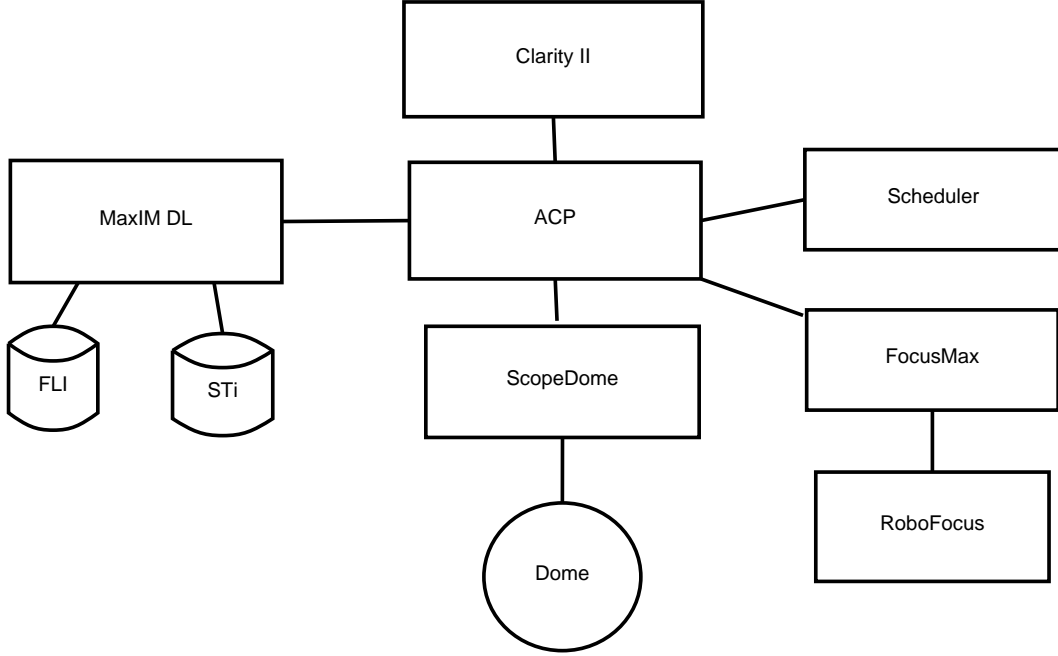 Clarity II
MaxIM DL
ACP
Scheduler
FLI
STi
ScopeDome
FocusMax
RoboFocus
Dome